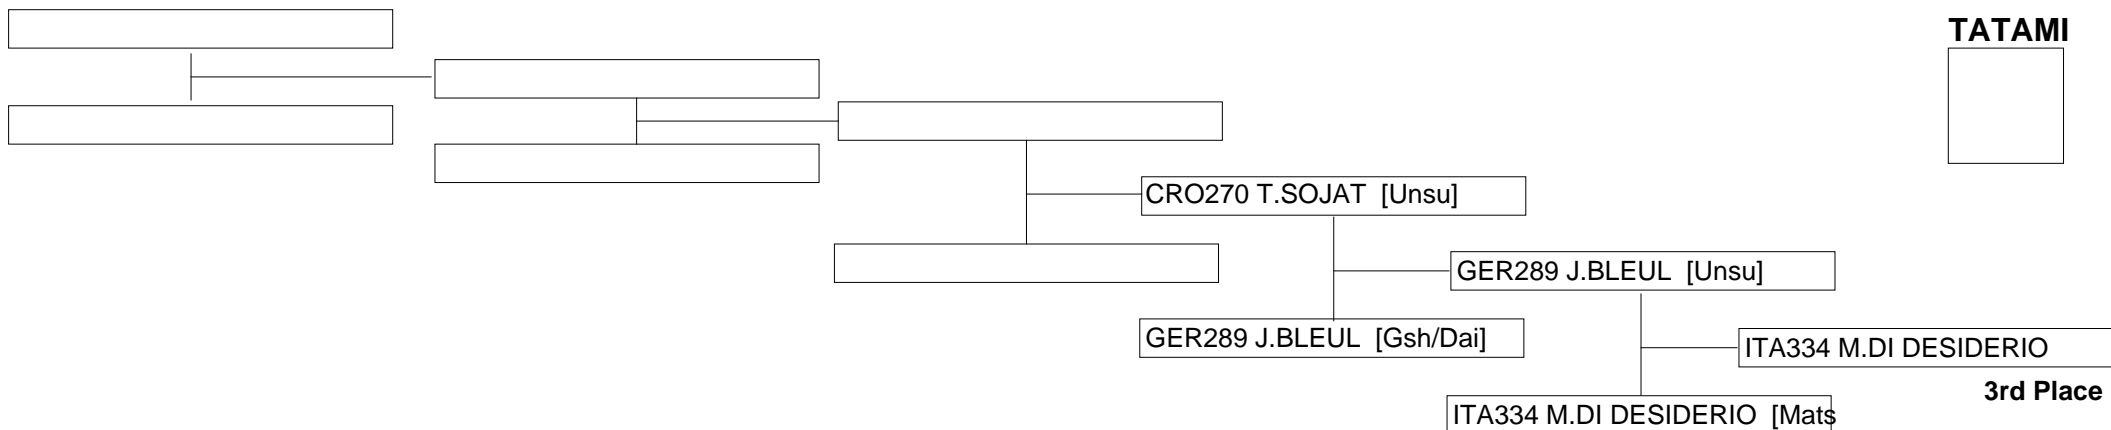 TATAMI
CRO270 T.SOJAT [Unsu]
GER289 J.BLEUL [Unsu]
GER289 J.BLEUL [Gsh/Dai]
ITA334 M.DI DESIDERIO
3rd Place
ITA334 M.DI DESIDERIO [Mats